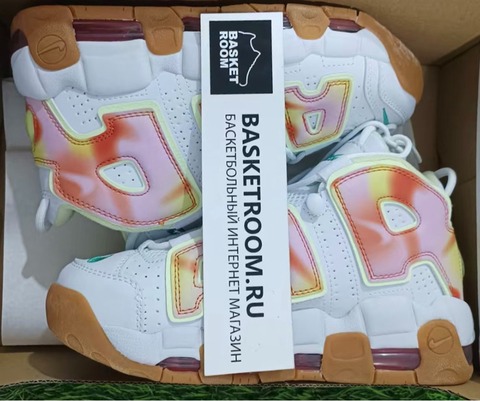 BASKET
ROOM
BASKETROOM.RU
БАСКЕТБОЛЬНЫЙ ИНТЕРНЕТ МАГАЗИН